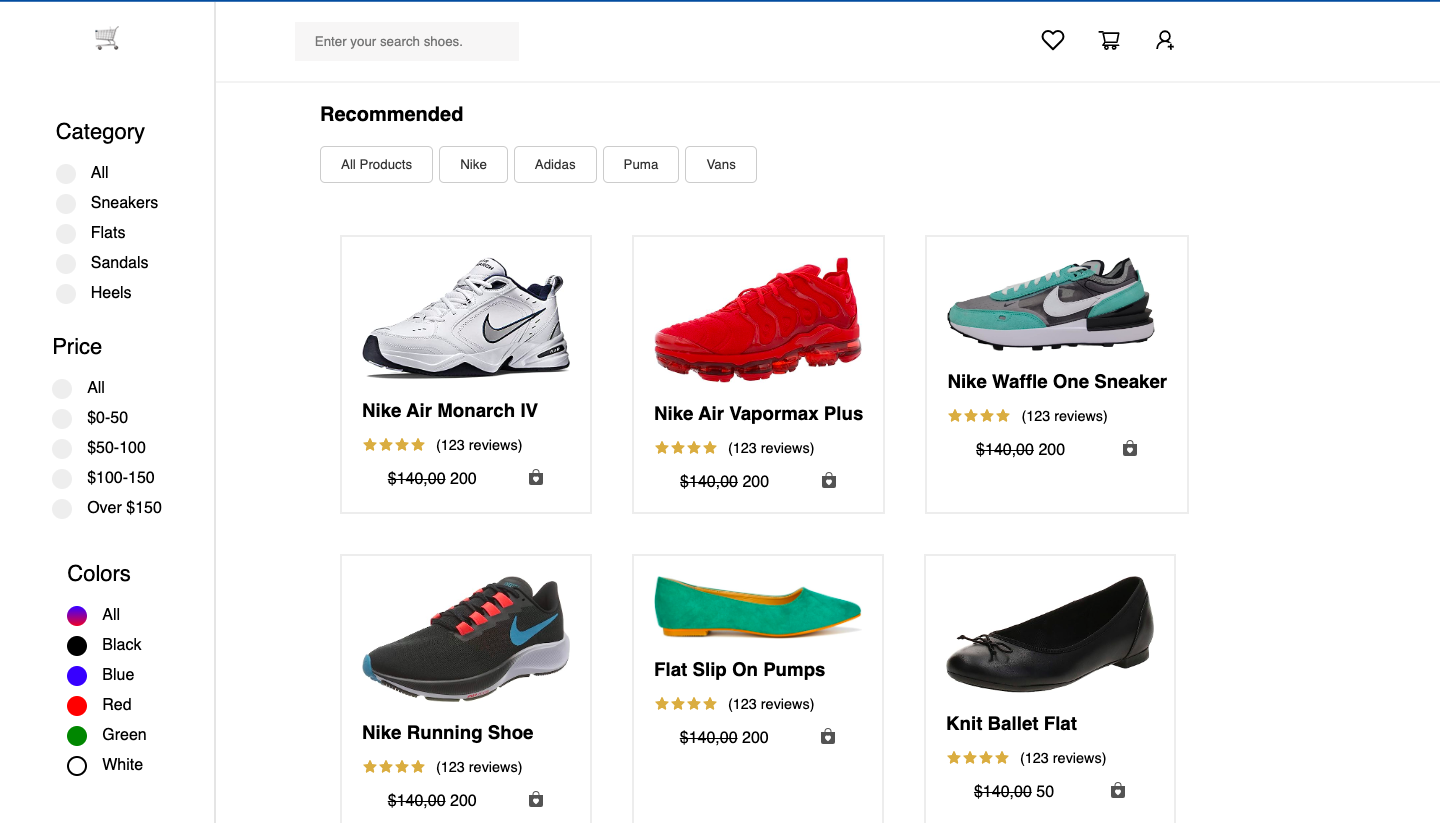 Enter your search shoes.
Category
All
Sneakers
Flats
Sandals
Heels
Price
All
$0-50
$50-100
$100-150
Over $150
Colors
All
Black
Blue
Red
Green
White
Recommended
All Products Nike Adidas Puma Vans
Nike Air Monarch IV
(123 reviews)
$140,00 200
Nike Air Vapormax Plus
(123 reviews)
$140,00 200
Nike Waffle One Sneaker
(123 reviews)
$140,00 200
Nike Running Shoe
(123 reviews)
$140,00 200
Flat Slip On Pumps
(123 reviews)
$140,00 200
Knit Ballet Flat
(123 reviews)
$140,00 50